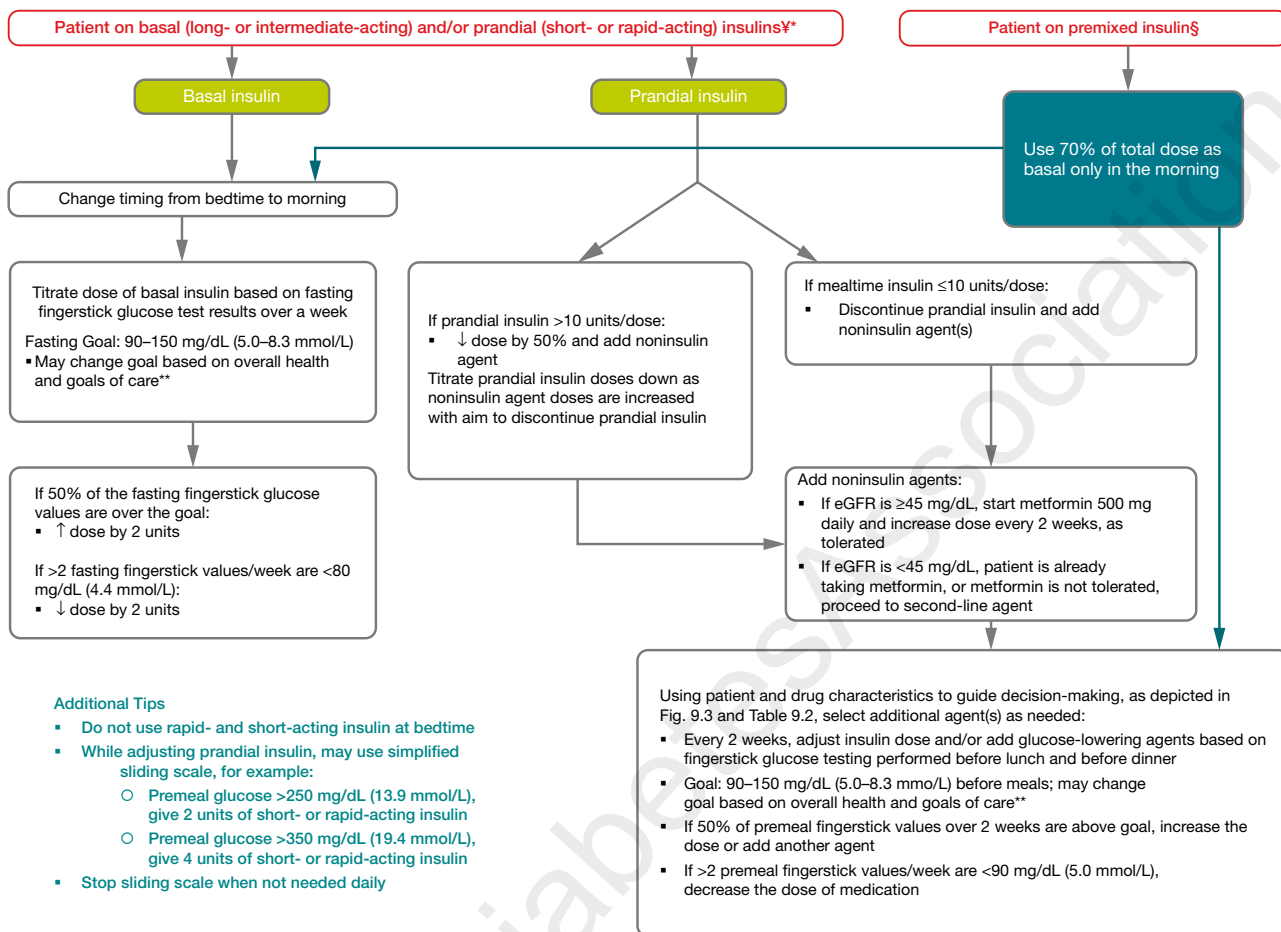 Patient on basal (long- or intermediate-acting) and/or prandial (short- or rapid-acting) insulins¥*
Patient on premixed insulin§
Basal insulin
Prandial insulin
Use 70% of total dose as
basal only in the morning
Change timing from bedtime to morning
Titrate dose of basal insulin based on fasting
fingerstick glucose test results over a week
Fasting Goal: 90–150 mg/dL (5.0–8.3 mmol/L)
▪ May change goal based on overall health
and goals of care**
If 50% of the fasting fingerstick glucose
values are over the goal:
▪ ↑ dose by 2 units
If >2 fasting fingerstick values/week are <80
mg/dL (4.4 mmol/L):
▪ ↓ dose by 2 units
If prandial insulin >10 units/dose:
▪ ↓ dose by 50% and add noninsulin
agent
Titrate prandial insulin doses down as
noninsulin agent doses are increased
with aim to discontinue prandial insulin
If mealtime insulin ≤10 units/dose:
▪ Discontinue prandial insulin and add
noninsulin agent(s)
Add noninsulin agents:
▪ If eGFR is ≥45 mg/dL, start metformin 500 mg
daily and increase dose every 2 weeks, as
tolerated
▪ If eGFR is <45 mg/dL, patient is already
taking metformin, or metformin is not tolerated,
proceed to second-line agent
Using patient and drug characteristics to guide decision-making, as depicted in
Fig. 9.3 and Table 9.2, select additional agent(s) as needed:
▪ Every 2 weeks, adjust insulin dose and/or add glucose-lowering agents based on
fingerstick glucose testing performed before lunch and before dinner
▪ Goal: 90–150 mg/dL (5.0–8.3 mmo/L) before meals; may change
goal based on overall health and goals of care**
▪ If 50% of premeal fingerstick values over 2 weeks are above goal, increase the
dose or add another agent
▪ If >2 premeal fingerstick values/week are <90 mg/dL (5.0 mmol/L),
decrease the dose of medication
Additional Tips
▪ Do not use rapid- and short-acting insulin at bedtime
▪ While adjusting prandial insulin, may use simplified
sliding scale, for example:
○ Premeal glucose >250 mg/dL (13.9 mmol/L),
give 2 units of short- or rapid-acting insulin
○ Premeal glucose >350 mg/dL (19.4 mmol/L),
give 4 units of short- or rapid-acting insulin
▪ Stop sliding scale when not needed daily
iabetesAssociation